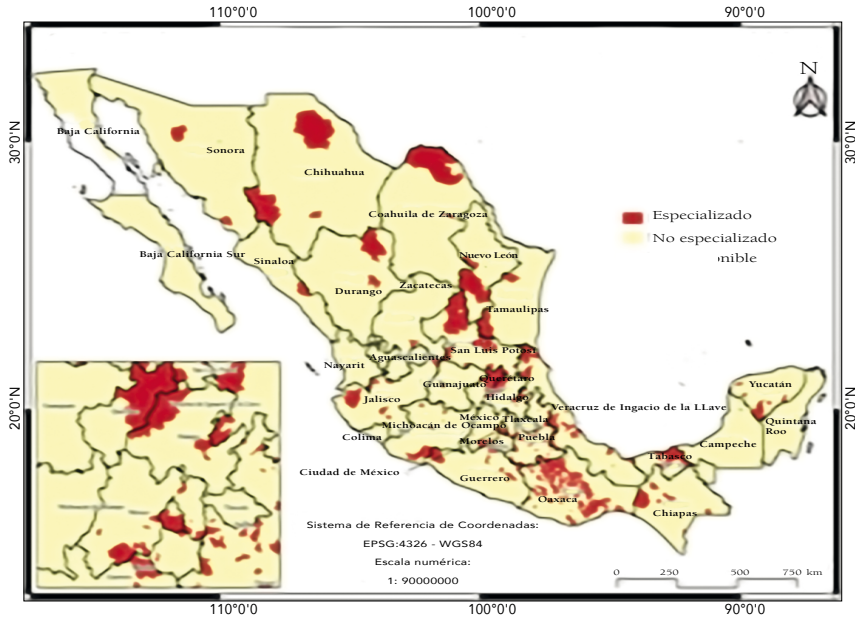 110°0'0
100°0'0
90°0'0
N
30°0'N
30°0'N
Baja California
Sonora
Chihuahua
Coahuila de Zaragoza
Especializado
No especializado
onible
Baja California Sur
Sinaloa
Nuevo León
Durango
Zacatecas
Tamaulipas
San Luis Potosí
Aguascalientes
Nayarit
Guanajuato
Querétaro
Yucatán
Jalisco
Hidalgo
20°0'N
20°0'N
Veracruz de Ingacio de la LLave
México
Tlaxcala
Quintana
Roo
Michoacán de Ocampo
Colima
Morelos
Puebla
Campeche
Tabasco
Ciudad de México
Guerrero
Oaxaca
Chiapas
Sistema de Referencia de Coordenadas:
EPSG:4326 - WGS84
Escala numérica:
1: 90000000
0 250 500 750 km
110°0'0
100°0'0
90°0'0